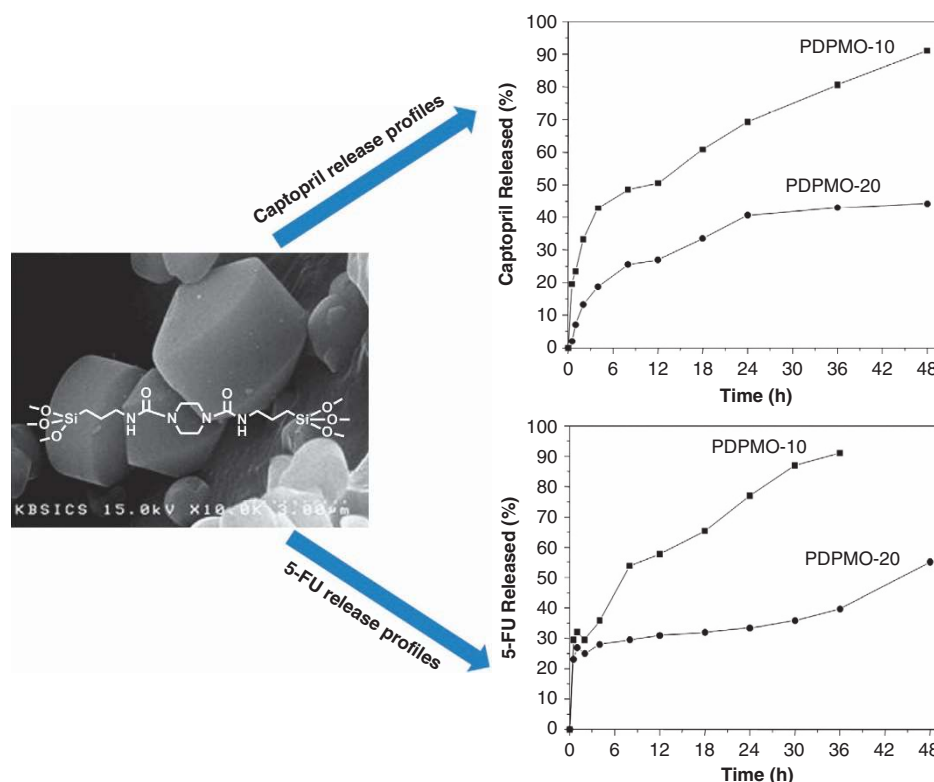 Captopril release profiles
5-FU release profiles
O
O
O
Si
N
H
O
N
N
O
N
H
Si
O
O
O
KBSICS 15.0kV X10.0K 3.00μm
Captopril Released (%)
100
90
80
70
60
50
40
30
20
10
0
PDPMO-10
PDPMO-20
0 6 12 18 24 30 36 42 48
Time (h)
5-FU Released (%)
100
90
80
70
60
50
40
30
20
10
0
PDPMO-10
PDPMO-20
0 6 12 18 24 30 36 42 48
Time (h)